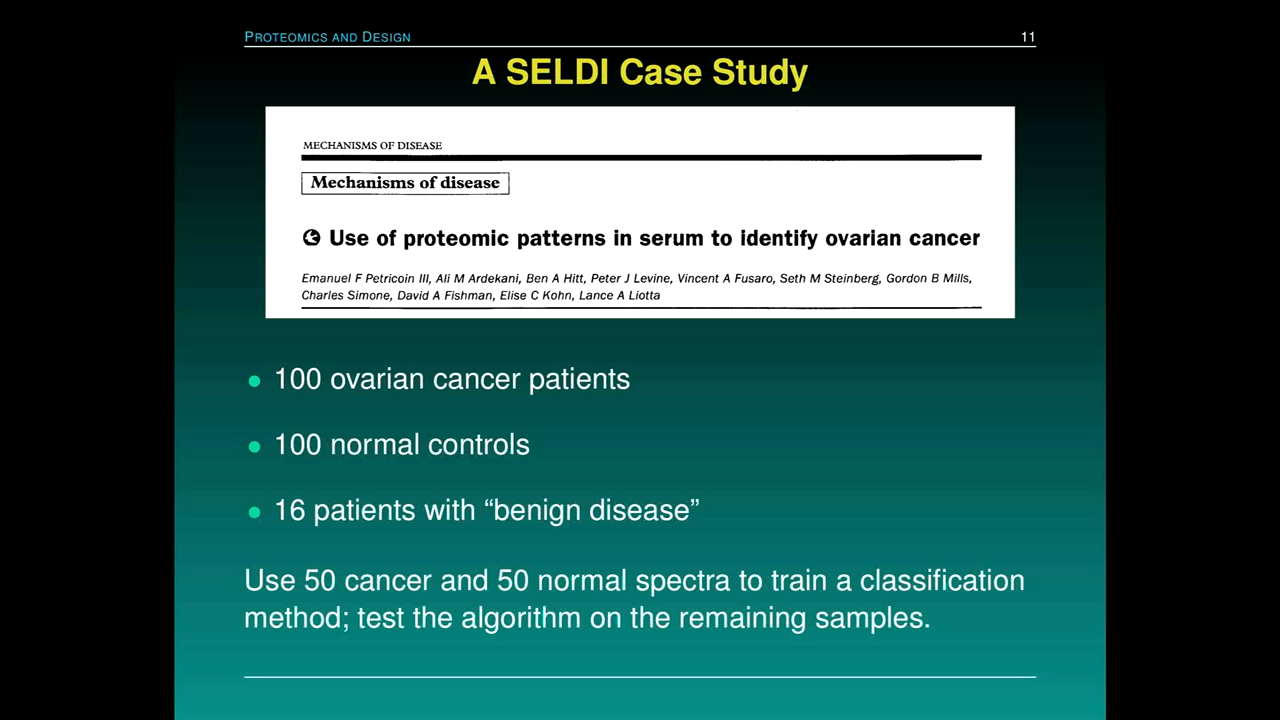 PROTEOMICS AND DESIGN 11
A SELDI Case Study
MECHANISMS OF DISEASE
Mechanisms of disease
Use of proteomic patterns in serum to identify ovarian cancer
Emanuel F Petricoin III, Ali M Ardekani, Ben A Hitt, Peter J Levine, Vincent A Fusaro, Seth M Steinberg, Gordon B Mills,
Charles Simone, David A Fishman, Elise C Kohn, Lance A Liotta
• 100 ovarian cancer patients
• 100 normal controls
• 16 patients with “benign disease”
Use 50 cancer and 50 normal spectra to train a classification
method; test the algorithm on the remaining samples.